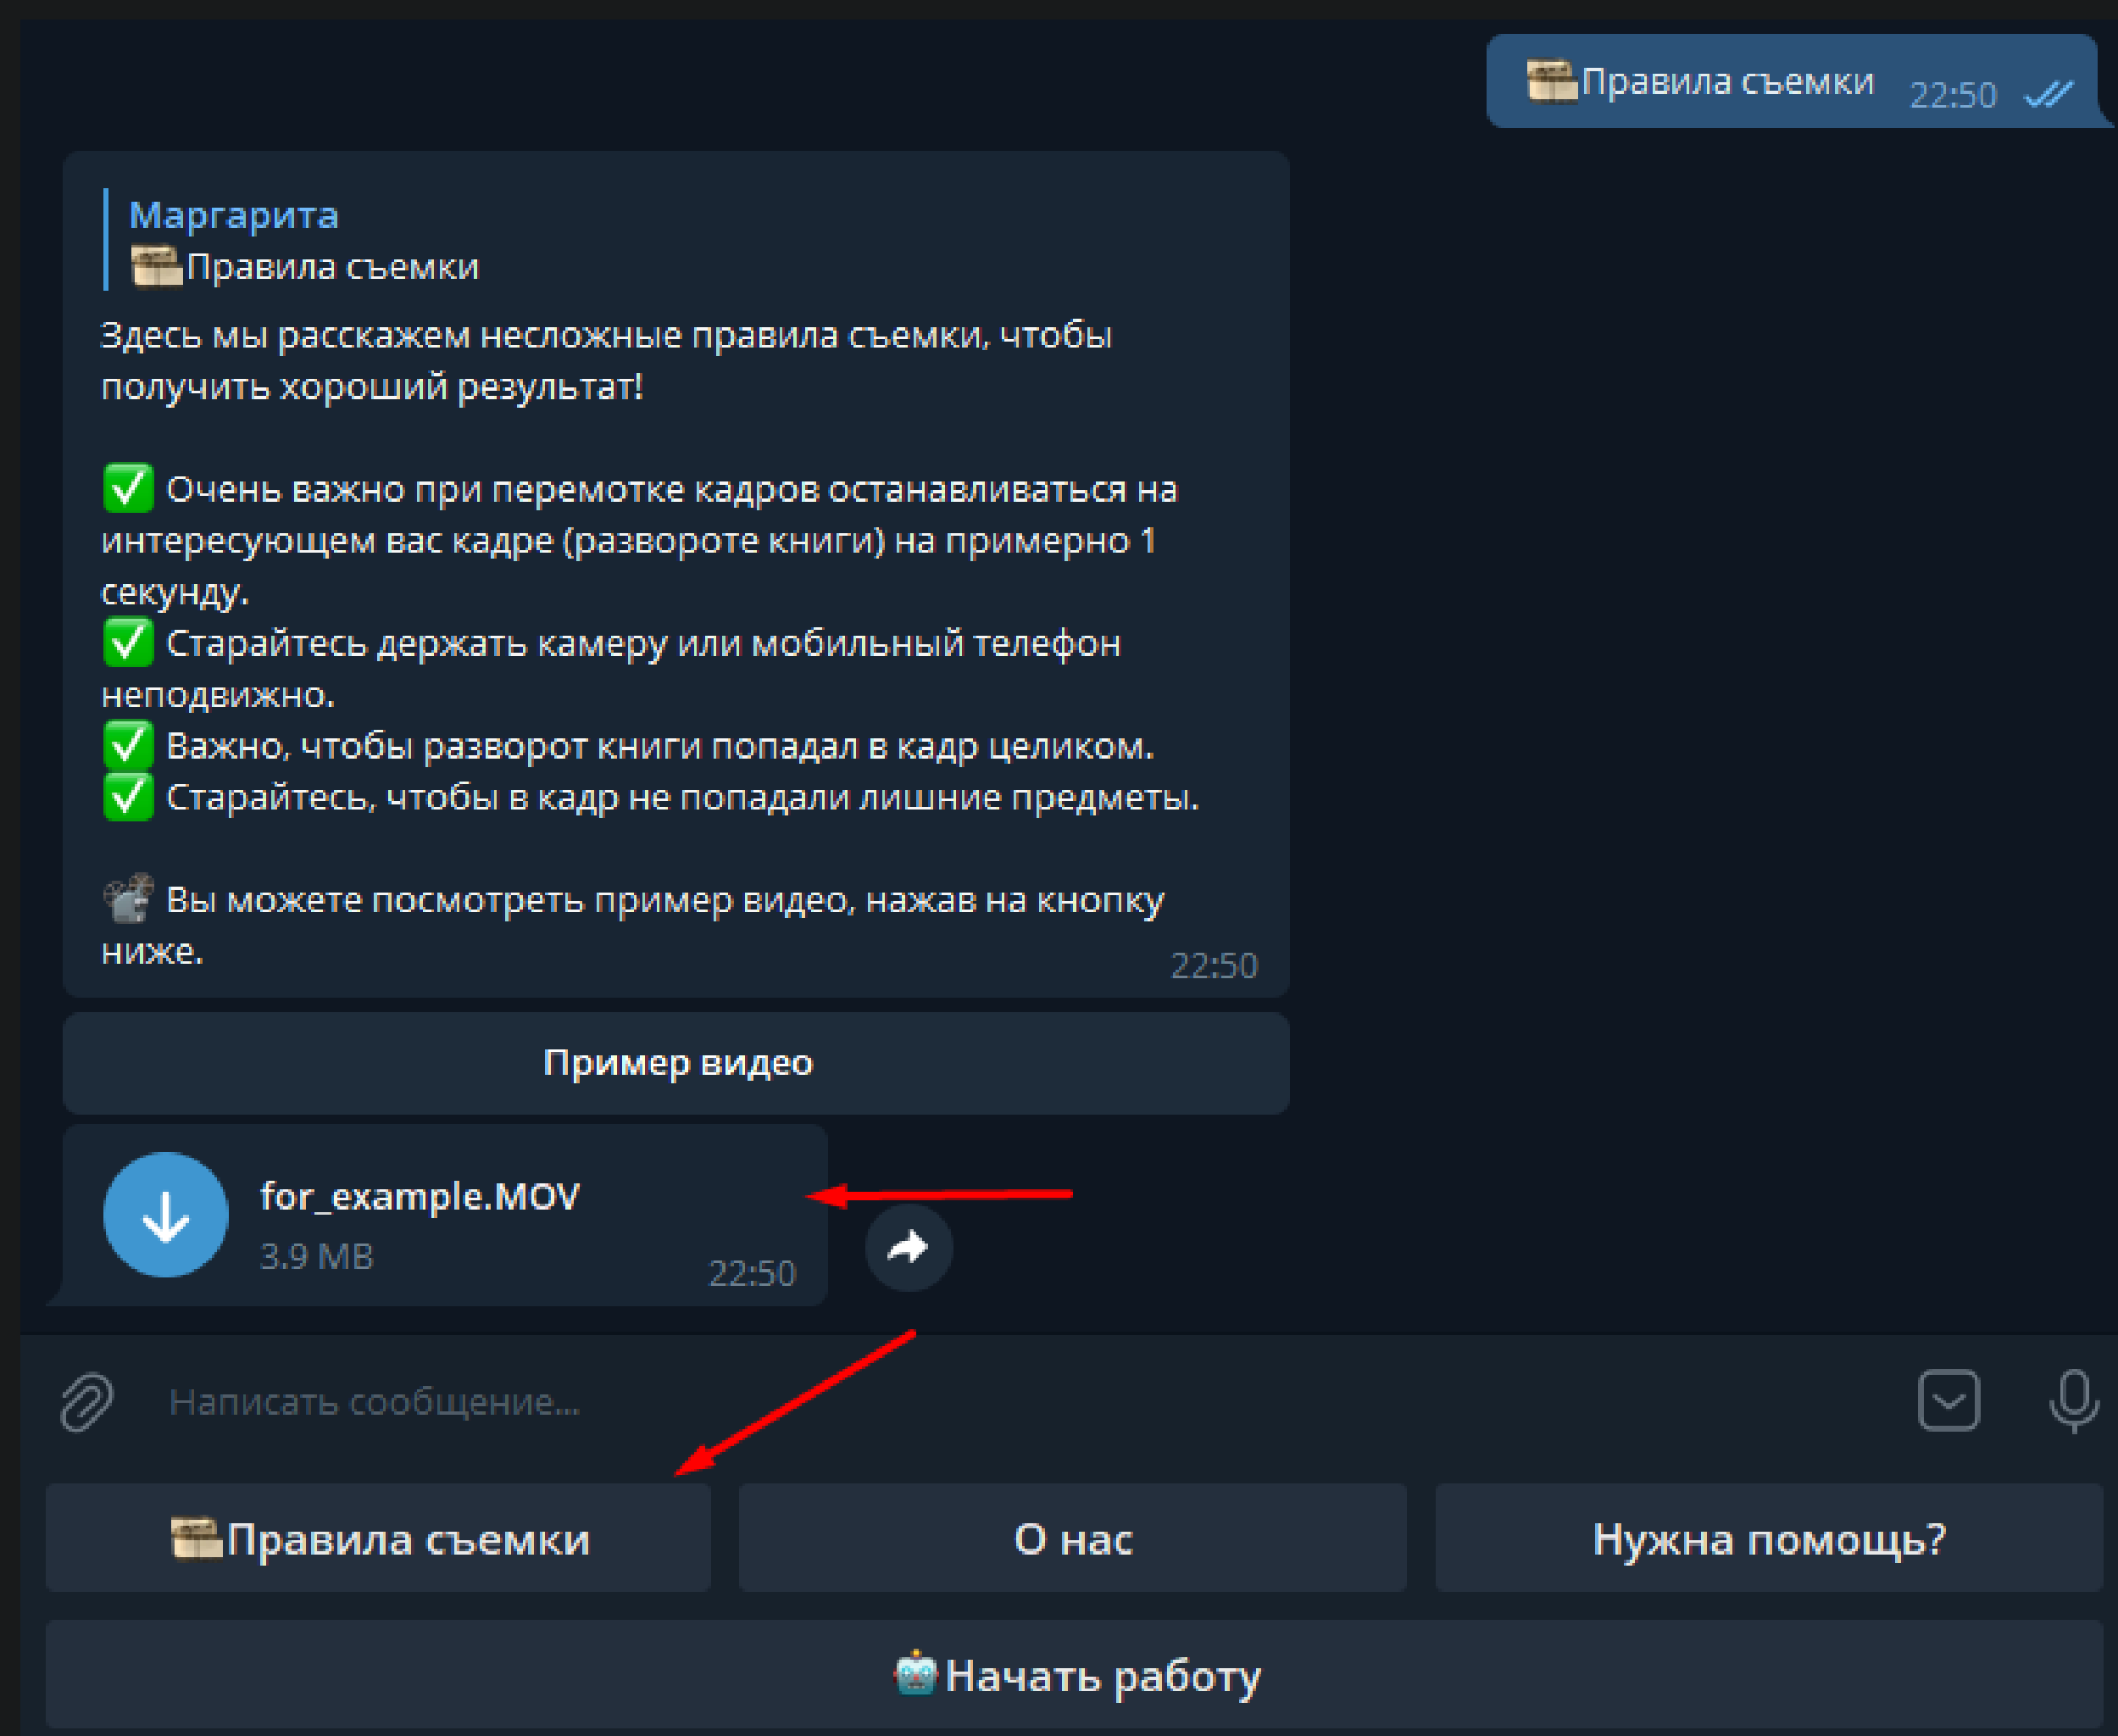 Правила съемки 22:50
Маргарита
Правила съемки
Здесь мы расскажем несложные правила съемки, чтобы
получить хороший результат!
✅ Очень важно при перемотке кадров останавливаться на
интересующем вас кадре (развороте книги) на примерно 1
секунду.
✅ Старайтесь держать камеру или мобильный телефон
неподвижно.
✅ Важно, чтобы разворот книги попадал в кадр целиком.
✅ Старайтесь, чтобы в кадр не попадали лишние предметы.
Вы можете посмотреть пример видео, нажав на кнопку
ниже. 22:50
Пример видео
for_example.MOV
3.9 MB 22:50
Написать сообщение...
Правила съемки О нас Нужна помощь?
Начать работу